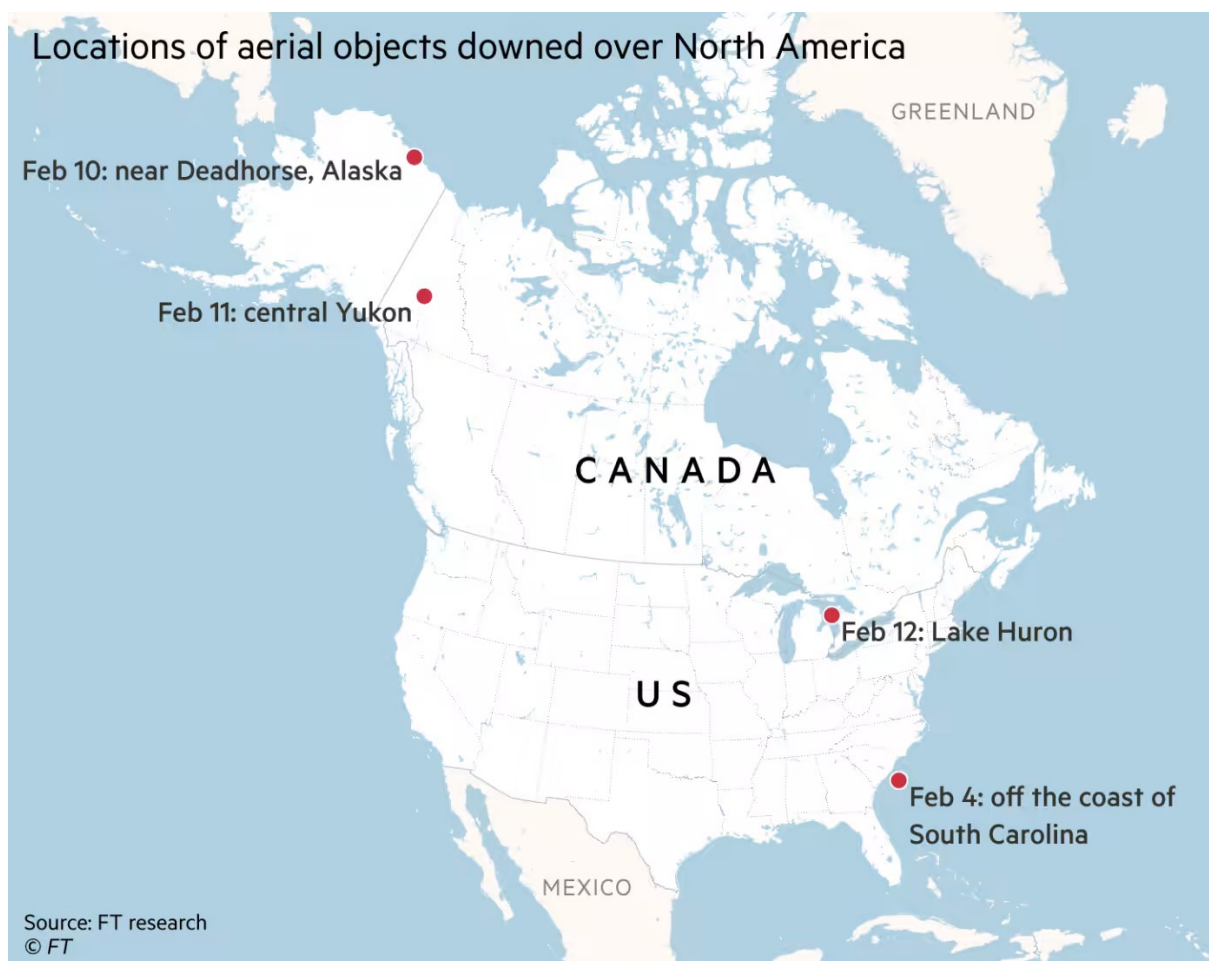 Locations of aerial objects downed over North America
GREENLAND
Feb 10: near Deadhorse, Alaska
Feb 11: central Yukon
CANADA
Feb 12: Lake Huron
US
Feb 4: off the coast of
South Carolina
MEXICO
Source: FT research
© FT